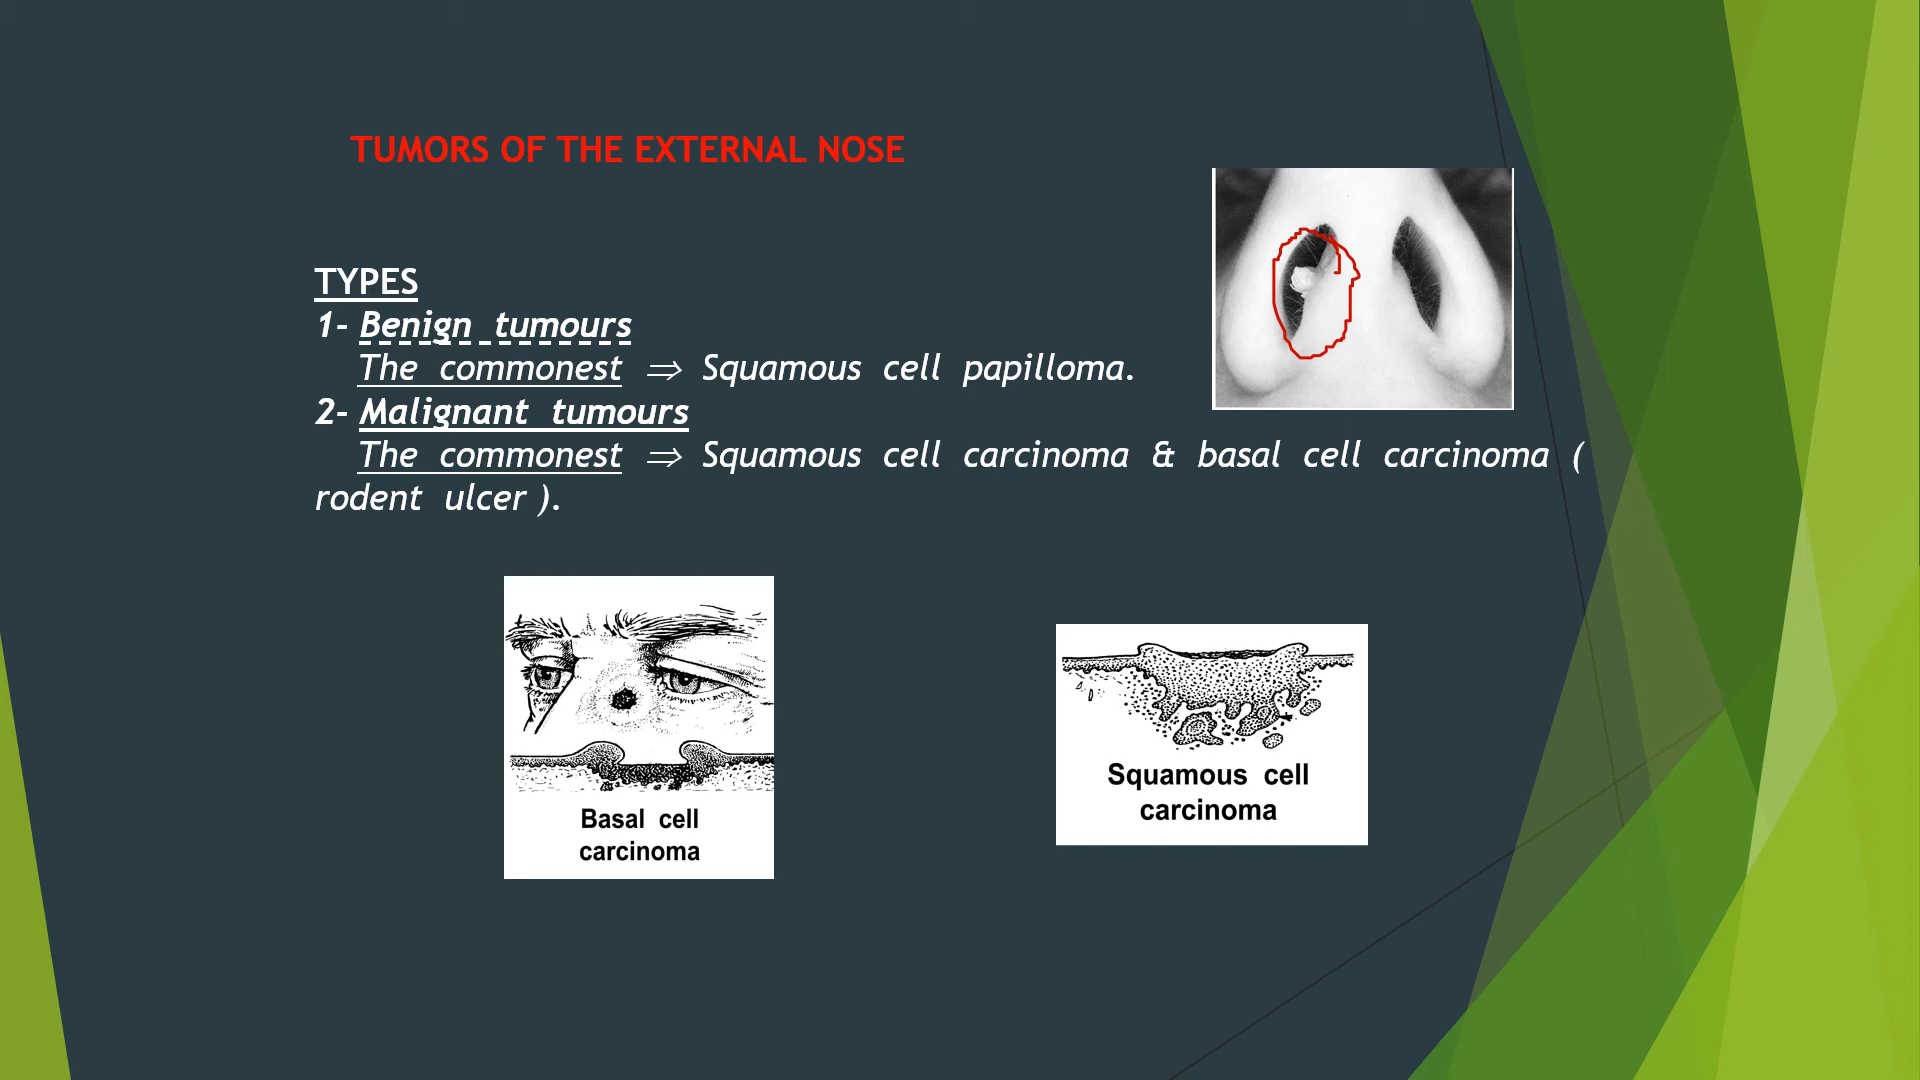 TUMORS OF THE EXTERNAL NOSE
TYPES
1- Benign tumours
The commonest ⇒ Squamous cell papilloma.
2- Malignant tumours
The commonest ⇒ Squamous cell carcinoma & basal cell carcinoma (
rodent ulcer ).
Basal cell
carcinoma
Squamous cell
carcinoma